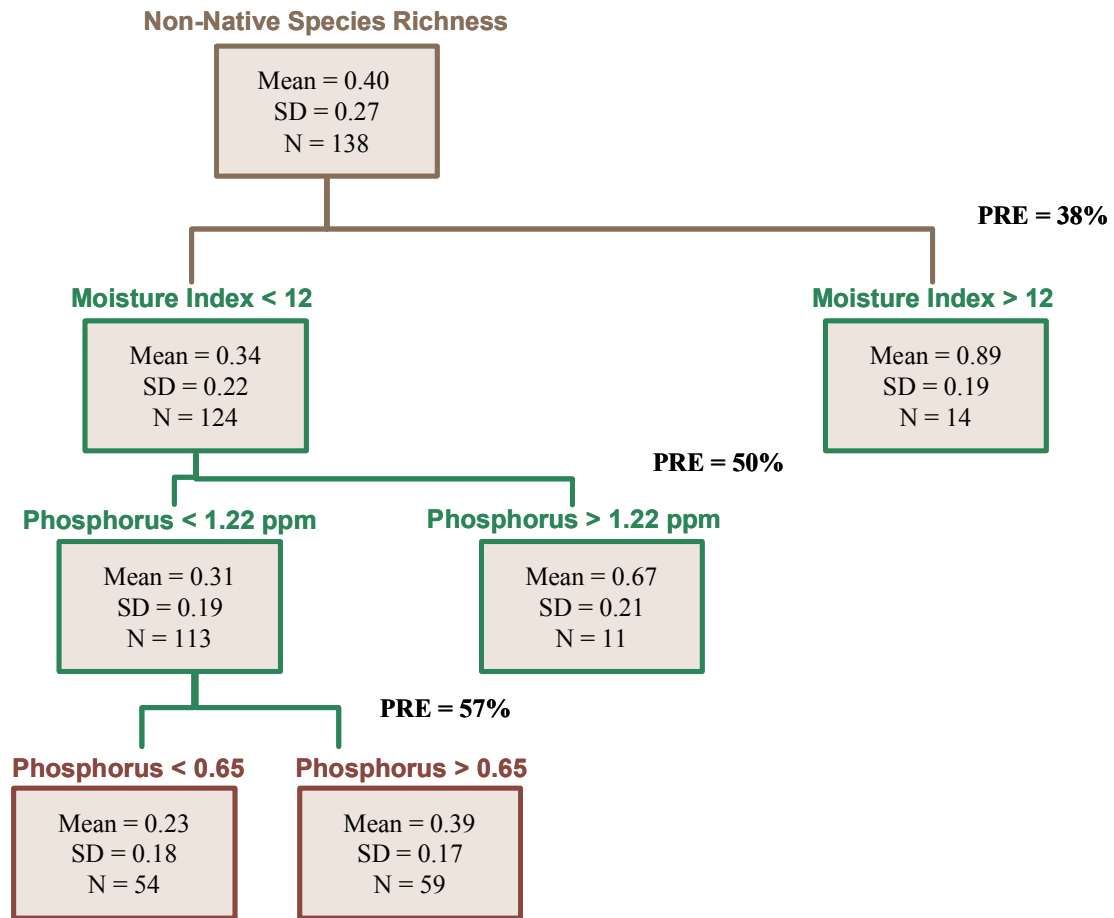 Non-Native Species Richness
Mean = 0.40
SD = 0.27
N = 138
PRE = 38%
Moisture Index < 12
Mean = 0.34
SD = 0.22
N = 124
Moisture Index > 12
Mean = 0.89
SD = 0.19
N = 14
PRE = 50%
Phosphorus < 1.22 ppm
Mean = 0.31
SD = 0.19
N = 113
Phosphorus > 1.22 ppm
Mean = 0.67
SD = 0.21
N = 11
PRE = 57%
Phosphorus < 0.65
Mean = 0.23
SD = 0.18
N = 54
Phosphorus > 0.65
Mean = 0.39
SD = 0.17
N = 59